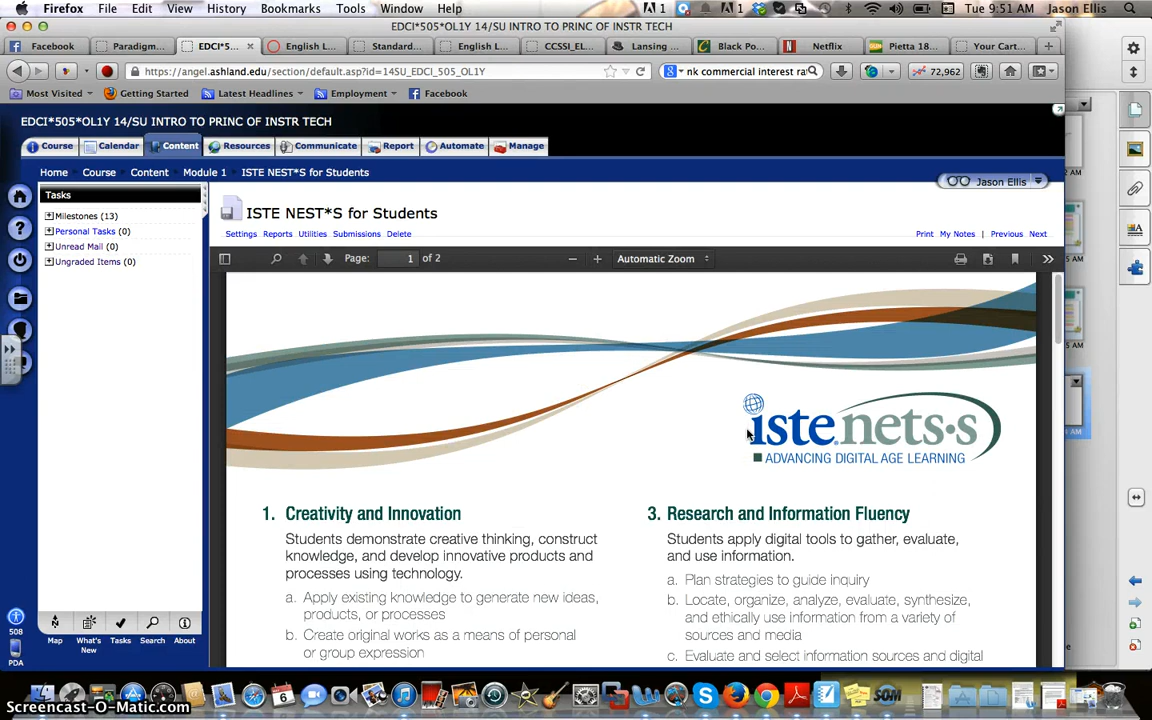 Firefox File Edit View History Bookmarks Tools Window Help Tue 9:51 AM Jason Ellis
EDCI*505*OL1Y 14/SU INTRO TO PRINC OF INSTR TECH
Facebook Paradigm... EDCI*5... English L... Standard... English L... CCSSI_EL... Lansing ... Black Po... Netflix Pietta 18... Your Cart...
https://angel.ashland.edu/section/default.asp?id=14SU_EDCI_505_OL1Y nk commercial interest ra 72,962
Most Visited Getting Started Latest Headlines Employment Facebook
EDCI*505*OL1Y 14/SU INTRO TO PRINC OF INSTR TECH
Course Calendar Content Resources Communicate Report Automate Manage
Home Course Content Module 1 ISTE NEST*S for Students
Jason Ellis
Tasks
Milestones (13)
Personal Tasks (0)
Unread Mail (0)
Ungraded Items (0)
ISTE NEST*S for Students
Settings Reports Utilities Submissions Delete
Print My Notes | Previous Next
Page: 1 of 2 Automatic Zoom
iste.nets·s
ADVANCING DIGITAL AGE LEARNING
1. Creativity and Innovation
Students demonstrate creative thinking, construct
knowledge, and develop innovative products and
processes using technology.
a. Apply existing knowledge to generate new ideas,
products, or processes
b. Create original works as a means of personal
or group expression
3. Research and Information Fluency
Students apply digital tools to gather, evaluate,
and use information.
a. Plan strategies to guide inquiry
b. Locate, organize, analyze, evaluate, synthesize,
and ethically use information from a variety of
sources and media
c. Evaluate and select information sources and digital
508
PDA
Map What's New Tasks Search About
Screencast-O-Matic.com